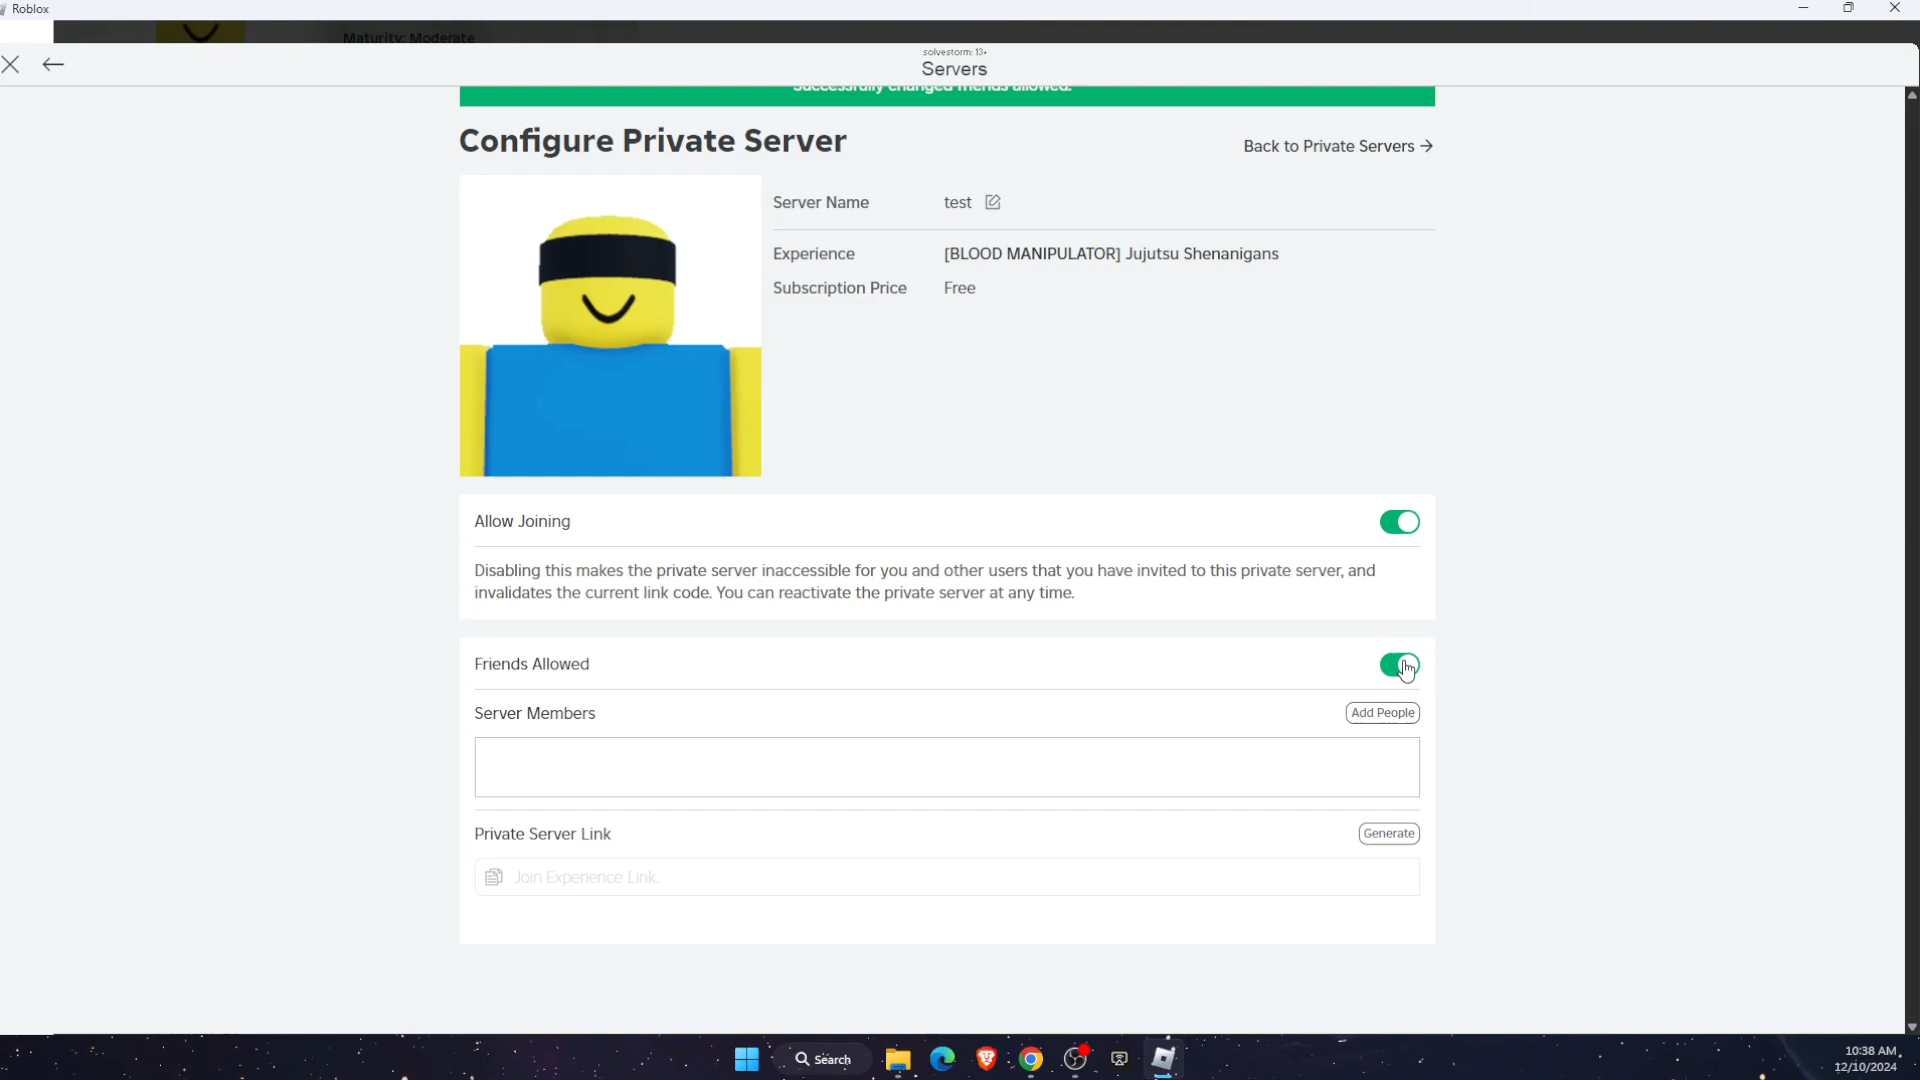 Roblox
Maturity: Moderate
solvestorm: 13+
Servers
Successfully changed friends allowed.
Configure Private Server
Back to Private Servers →
Server Name test
Experience [BLOOD MANIPULATOR] Jujutsu Shenanigans
Subscription Price Free
Allow Joining
Disabling this makes the private server inaccessible for you and other users that you have invited to this private server, and
invalidates the current link code. You can reactivate the private server at any time.
Friends Allowed
Server Members Add People
Private Server Link Generate
Join Experience Link..
Search
10:38 AM
12/10/2024